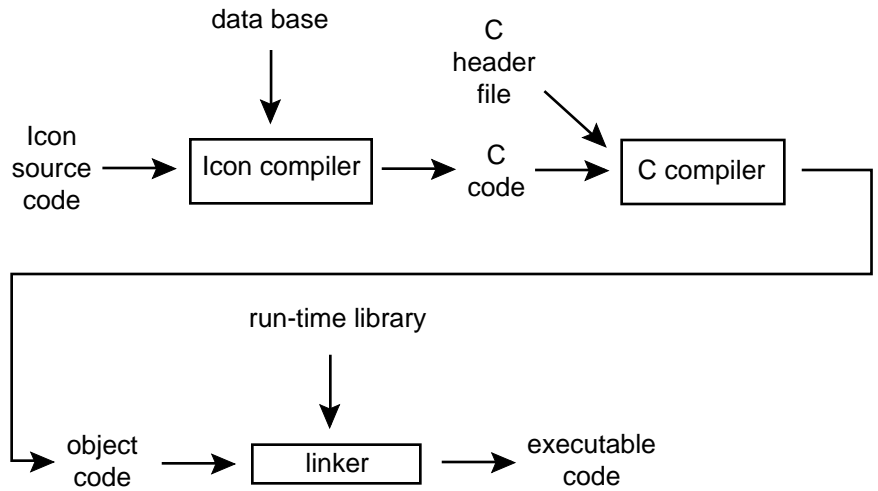 data base
C
header
file
Icon
source
code
Icon compiler
C
code
C compiler
run-time library
object
code
linker
executable
code